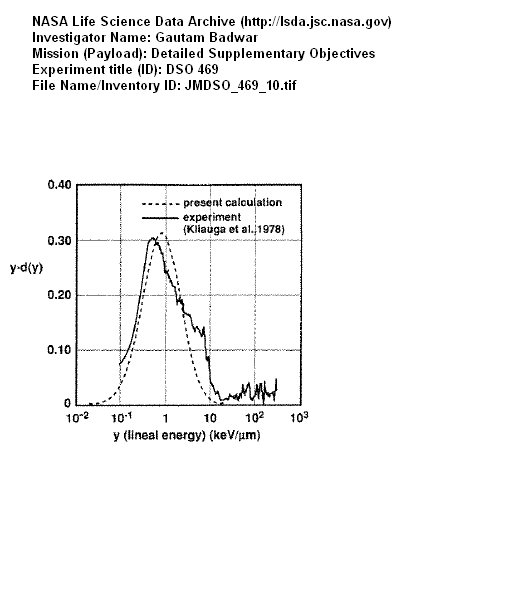 NASA Life Science Data Archive (http://lsda.jsc.nasa.gov)
Investigator Name: Gautam Badwar
Mission (Payload): Detailed Supplementary Objectives
Experiment title (ID): DSO 469
File Name/Inventory ID: JMDSO_469_10.tif
0.40
present calculation
experiment
(Kliauga et al., 1978)
0.30
y·d(y)
0.20
0.10
0
10⁻² 10⁻¹ 1 10 10² 10³
y (lineal energy) (keV/μm)